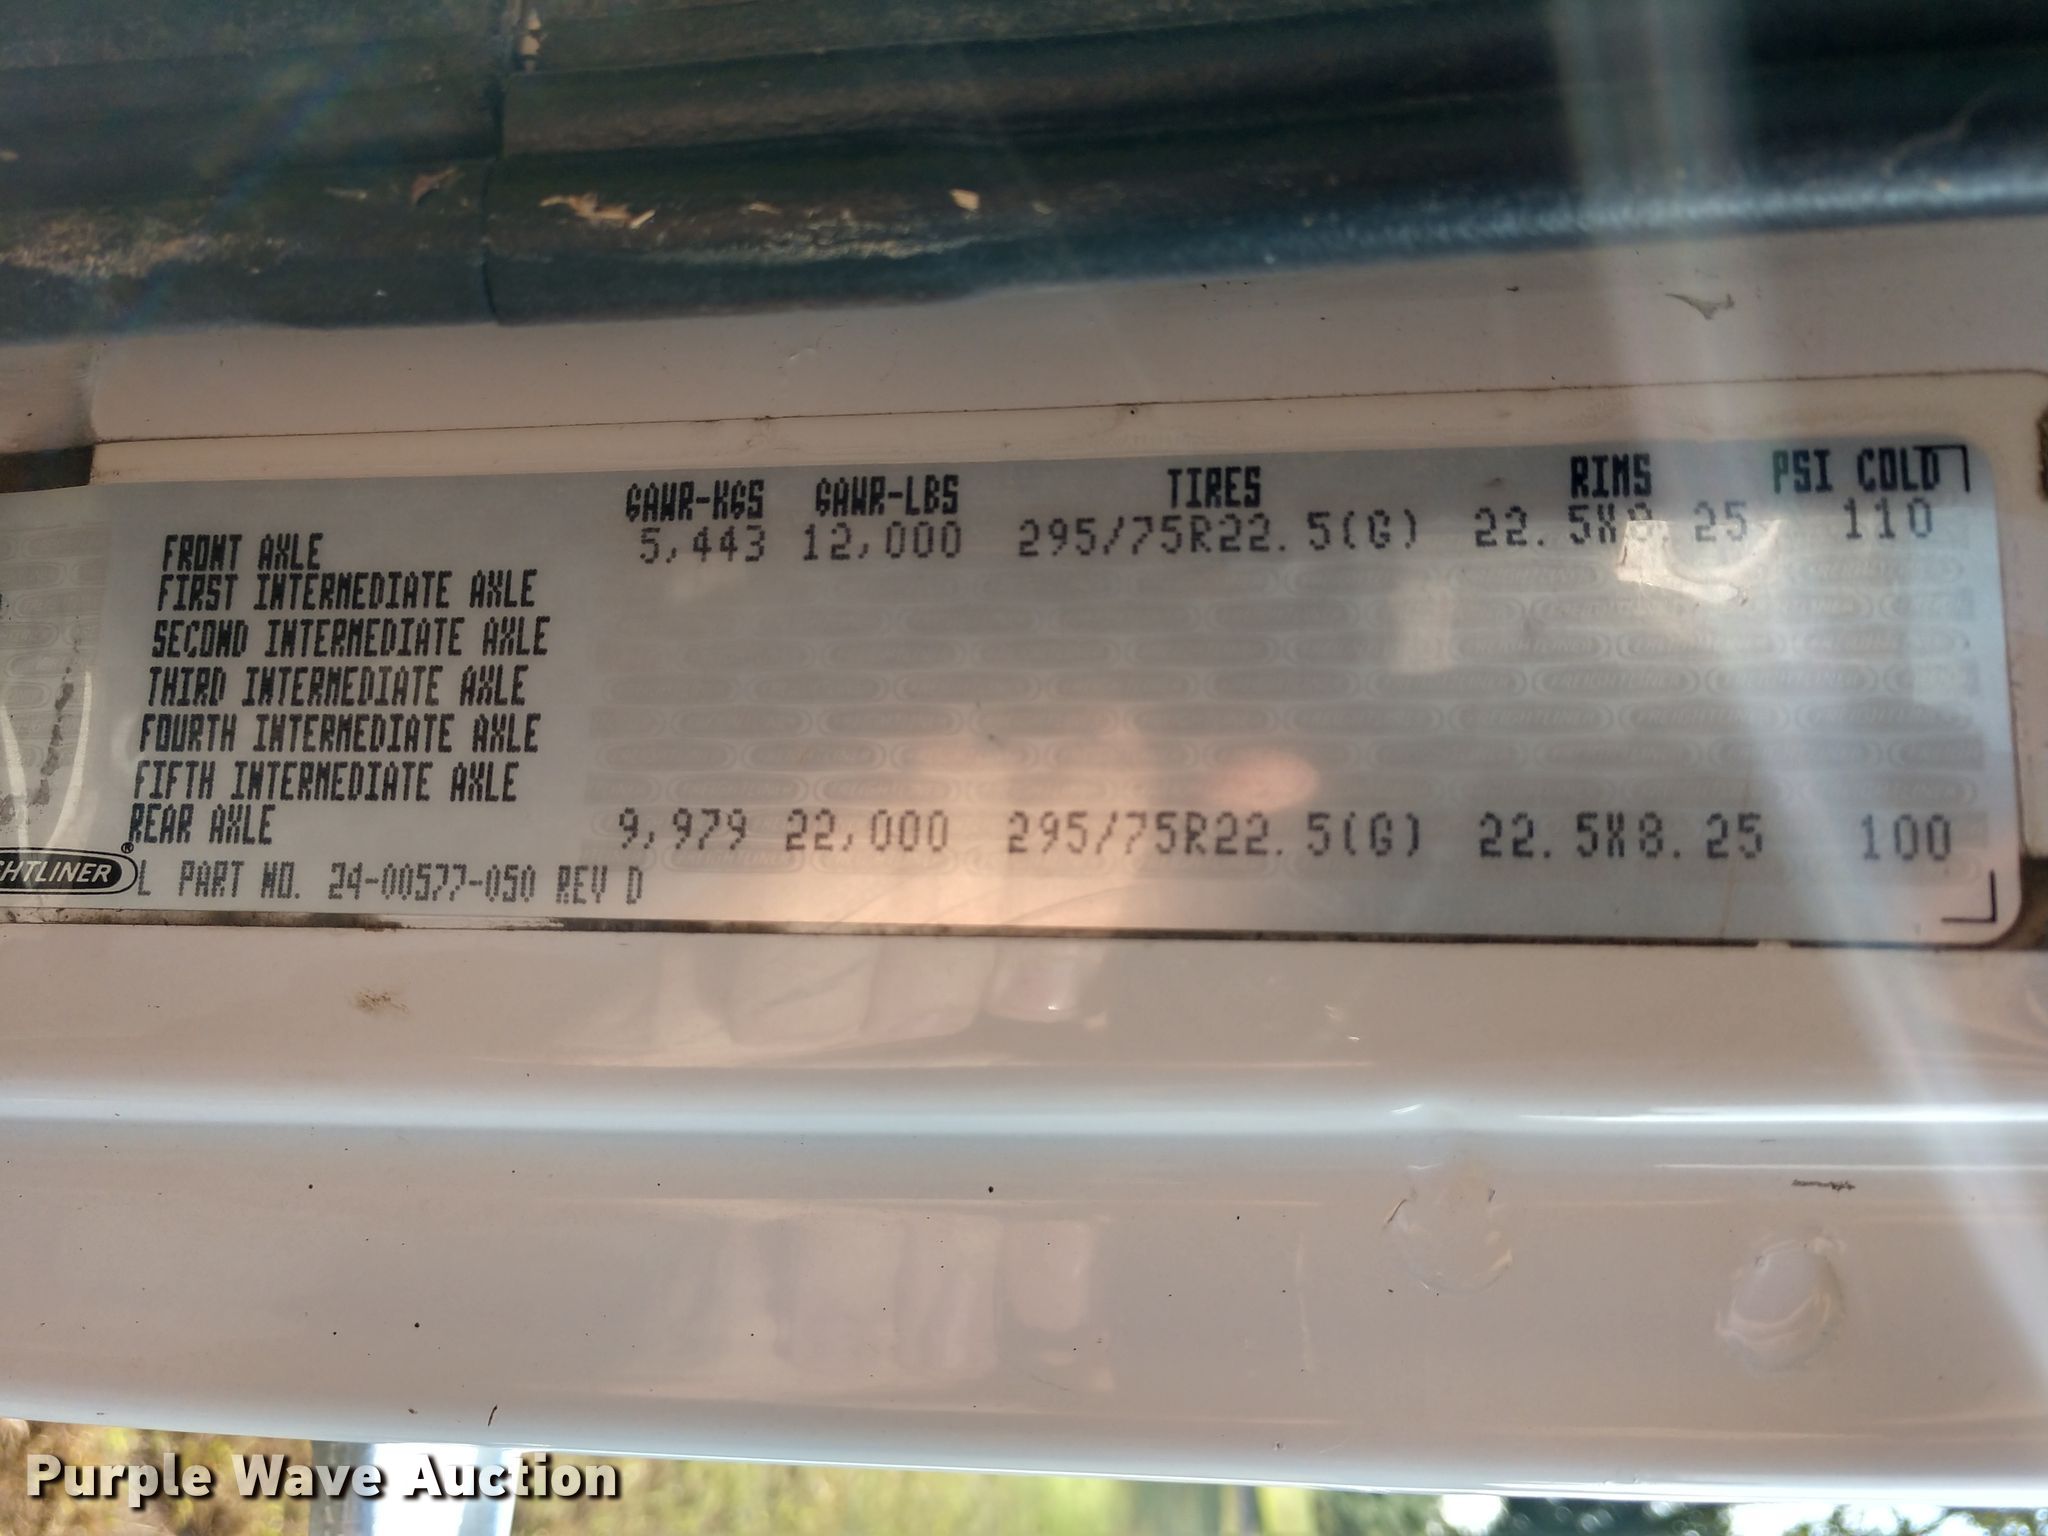 GAWR-KGS GAWR-LBS TIRES RIMS PSI COLD
FRONT AXLE 5,443 12,000 295/75R22.5(G) 22.5X8.25 110
FIRST INTERMEDIATE AXLE
SECOND INTERMEDIATE AXLE
THIRD INTERMEDIATE AXLE
FOURTH INTERMEDIATE AXLE
FIFTH INTERMEDIATE AXLE
REAR AXLE 9,979 22,000 295/75R22.5(G) 22.5X8.25 100
HTLINER® L PART NO. 24-00577-050 REV D
Purple Wave Auction